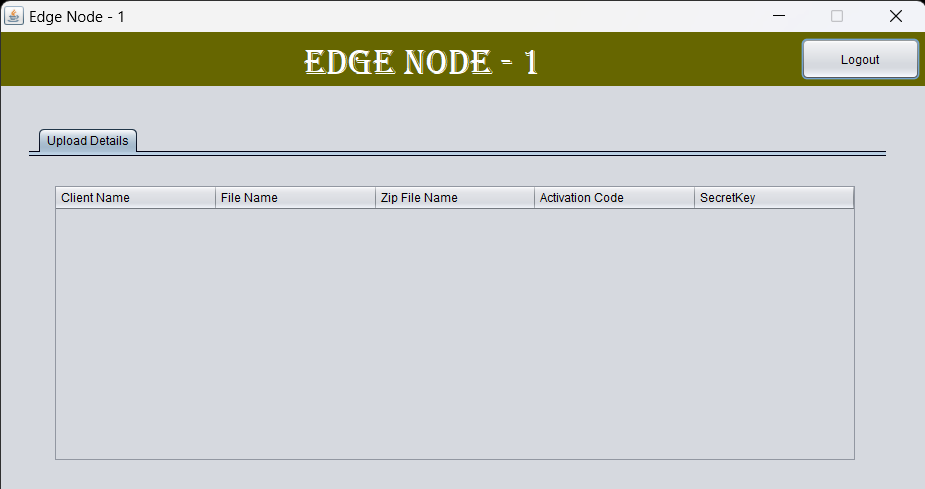 Edge Node - 1
EDGE NODE - 1
Logout
Upload Details
Client Name File Name Zip File Name Activation Code SecretKey